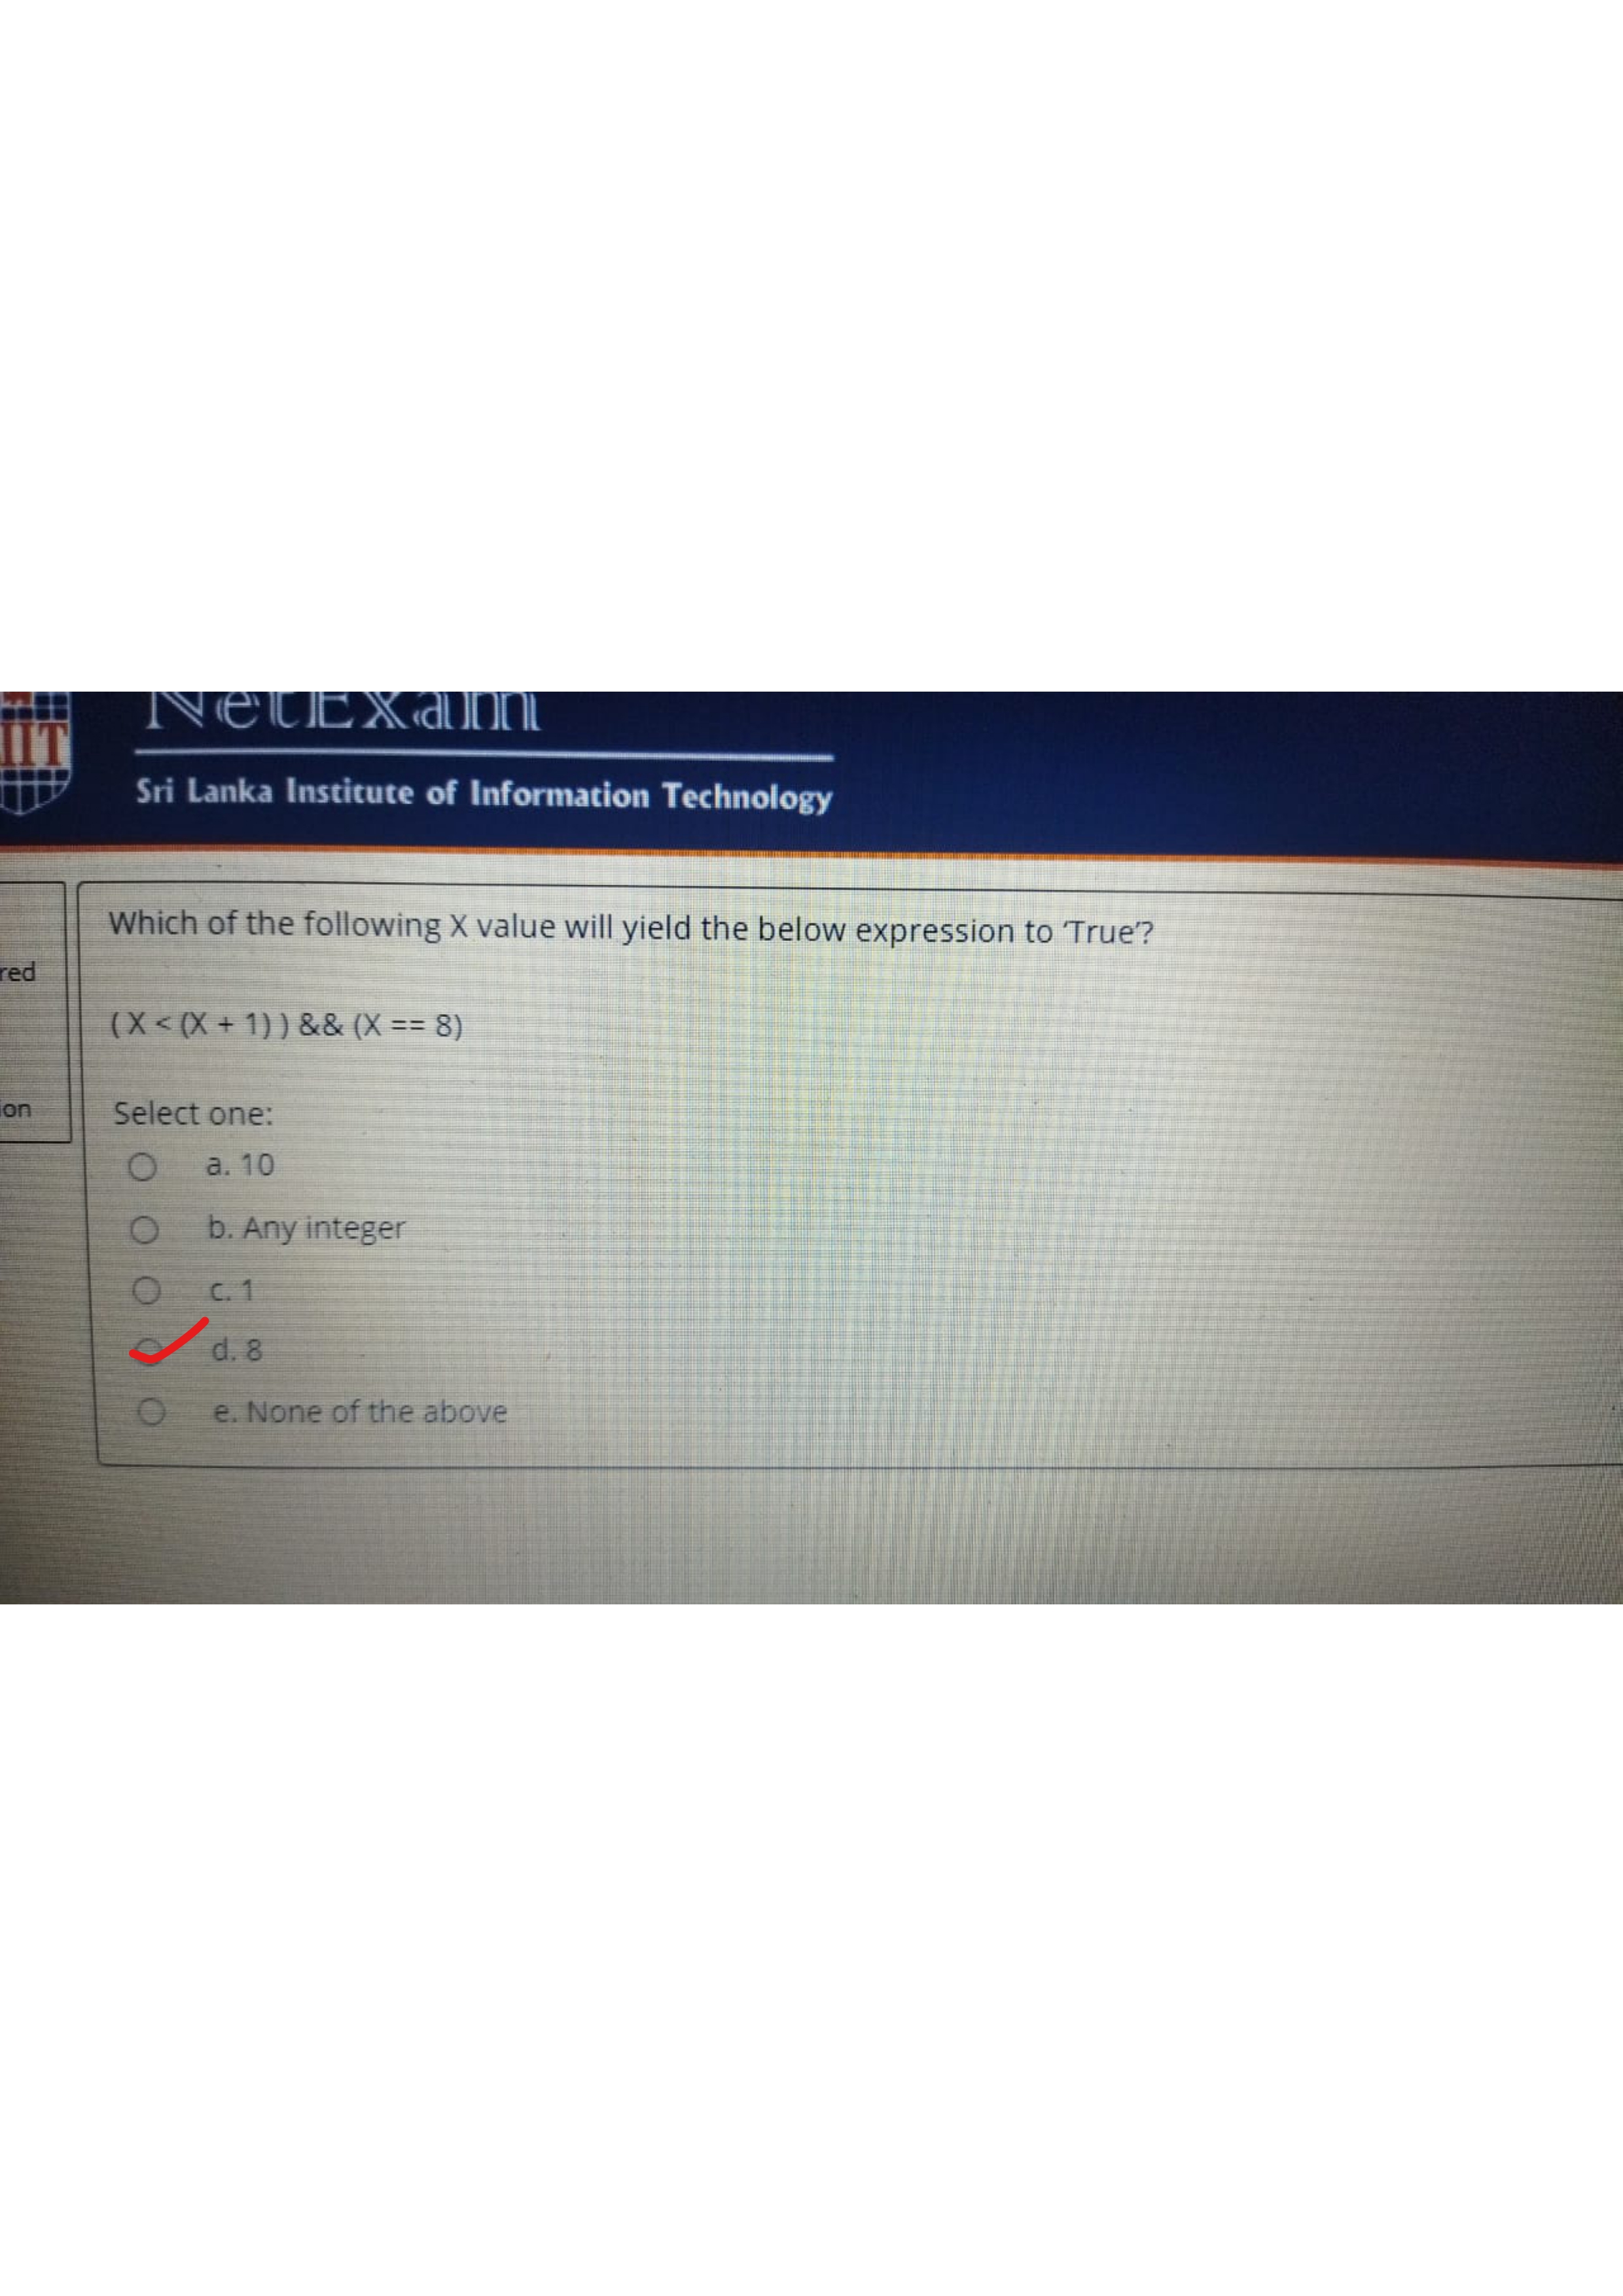 NetExam
IIT
Sri Lanka Institute of Information Technology
Which of the following X value will yield the below expression to 'True'?
red
( X < (X + 1) ) && (X == 8)
on
Select one:
a. 10
b. Any integer
c. 1
d. 8
e. None of the above